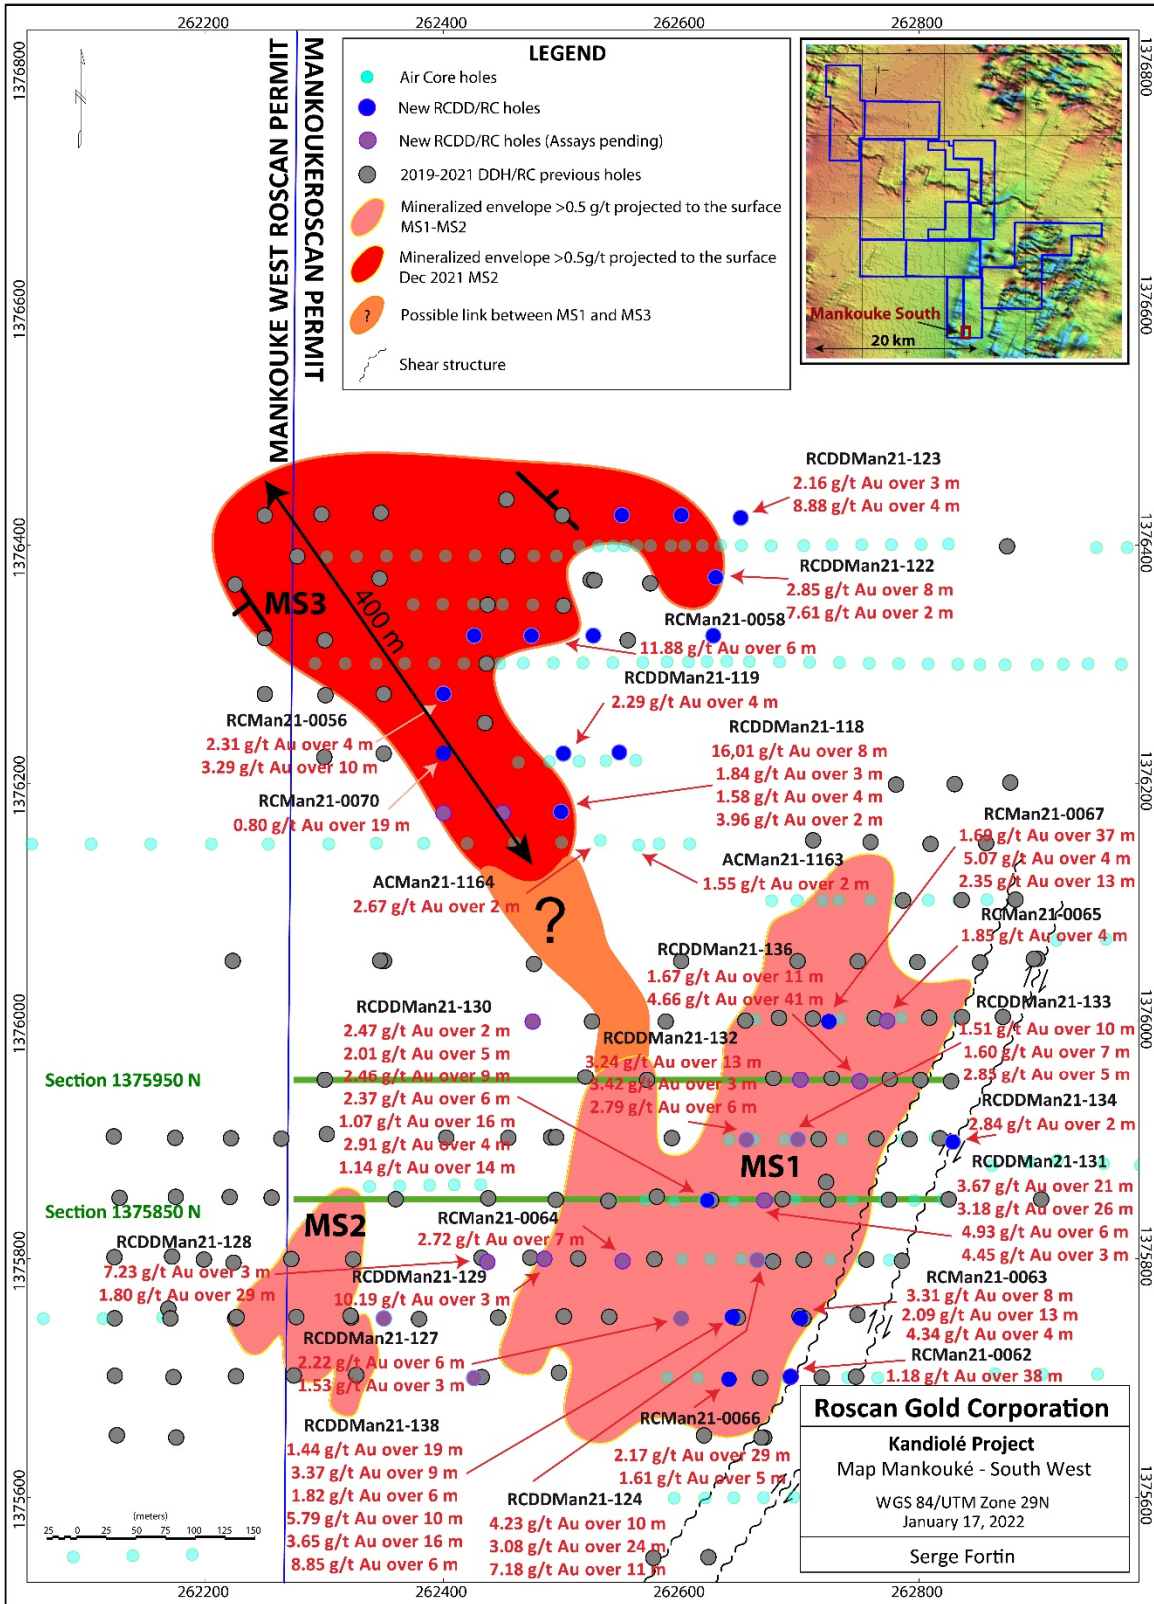 262200
262400
262600
262800
1376800
1376800
MANKOUKE WEST ROSCAN PERMIT
MANKOUKEROSCAN PERMIT
N
LEGEND
Air Core holes
New RCDD/RC holes
New RCDD/RC holes (Assays pending)
2019-2021 DDH/RC previous holes
Mineralized envelope >0.5 g/t projected to the surface
MS1-MS2
Mineralized envelope >0.5g/t projected to the surface
Dec 2021 MS2
?
Possible link between MS1 and MS3
Shear structure
Mankouke South
20 km
1376600
1376600
RCDDMan21-123
2.16 g/t Au over 3 m
8.88 g/t Au over 4 m
1376400
1376400
RCDDMan21-122
2.85 g/t Au over 8 m
7.61 g/t Au over 2 m
MS3
400 m
RCMan21-0058
11.88 g/t Au over 6 m
RCDDMan21-119
2.29 g/t Au over 4 m
RCMan21-0056
2.31 g/t Au over 4 m
3.29 g/t Au over 10 m
RCDDMan21-118
16,01 g/t Au over 8 m
1.84 g/t Au over 3 m
1.58 g/t Au over 4 m
3.96 g/t Au over 2 m
RCMan21-0070
0.80 g/t Au over 19 m
1376200
1376200
RCMan21-0067
1.69 g/t Au over 37 m
5.07 g/t Au over 4 m
2.35 g/t Au over 13 m
ACMan21-1163
1.55 g/t Au over 2 m
ACMan21-1164
2.67 g/t Au over 2 m
?
RCMan21-0065
1.85 g/t Au over 4 m
RCDDMan21-136
1.67 g/t Au over 11 m
4.66 g/t Au over 41 m
1376000
1376000
RCDDMan21-130
2.47 g/t Au over 2 m
2.01 g/t Au over 5 m
2.46 g/t Au over 9 m
2.37 g/t Au over 6 m
1.07 g/t Au over 16 m
2.91 g/t Au over 4 m
1.14 g/t Au over 14 m
RCDDMan21-132
3.24 g/t Au over 13 m
3.42 g/t Au over 3 m
2.79 g/t Au over 6 m
RCDDMan21-133
1.51 g/t Au over 10 m
1.60 g/t Au over 7 m
2.85 g/t Au over 5 m
Section 1375950 N
RCDDMan21-134
2.84 g/t Au over 2 m
MS1
RCDDMan21-131
3.67 g/t Au over 21 m
3.18 g/t Au over 26 m
4.93 g/t Au over 6 m
4.45 g/t Au over 3 m
Section 1375850 N
MS2
RCMan21-0064
2.72 g/t Au over 7 m
RCDDMan21-128
7.23 g/t Au over 3 m
1.80 g/t Au over 29 m
1375800
1375800
RCDDMan21-129
10.19 g/t Au over 3 m
RCMan21-0063
3.31 g/t Au over 8 m
2.09 g/t Au over 13 m
4.34 g/t Au over 4 m
RCDDMan21-127
2.22 g/t Au over 6 m
1.53 g/t Au over 3 m
RCMan21-0062
1.18 g/t Au over 38 m
RCMan21-0066
2.17 g/t Au over 29 m
1.61 g/t Au over 5 m
RCDDMan21-138
1.44 g/t Au over 19 m
3.37 g/t Au over 9 m
1.82 g/t Au over 6 m
5.79 g/t Au over 10 m
3.65 g/t Au over 16 m
8.85 g/t Au over 6 m
RCDDMan21-124
4.23 g/t Au over 10 m
3.08 g/t Au over 24 m
7.18 g/t Au over 11 m
Roscan Gold Corporation
Kandiolé Project
Map Mankouké - South West
WGS 84/UTM Zone 29N
January 17, 2022
Serge Fortin
1375600
1375600
(meters)
25 0 25 50 75 100 125 150
262200
262400
262600
262800